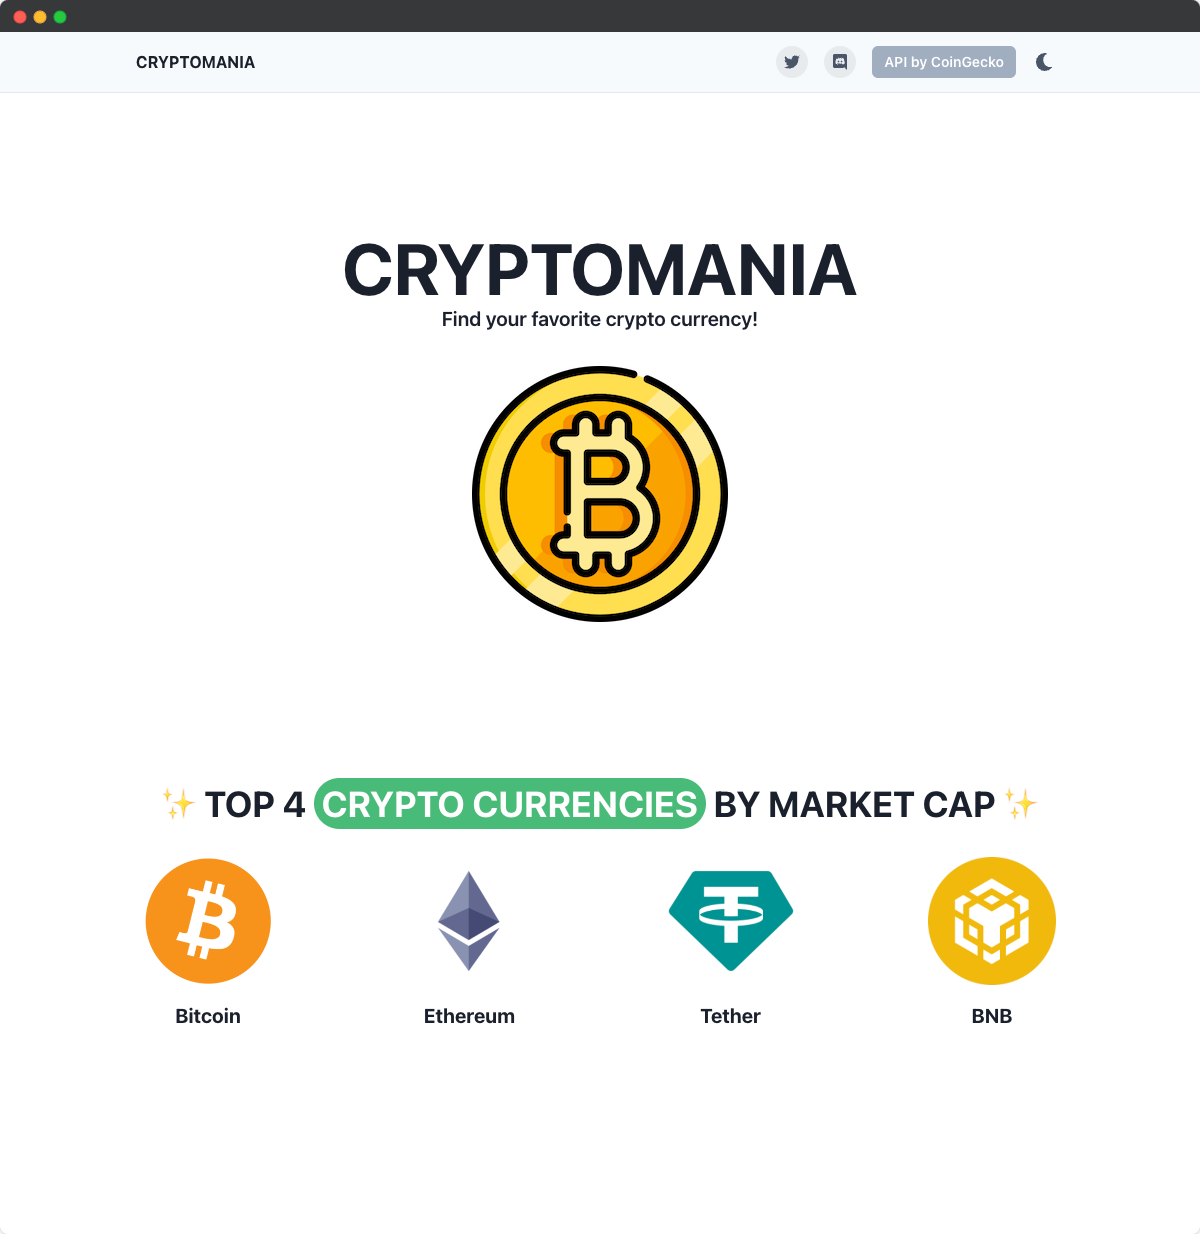 CRYPTOMANIA
API by CoinGecko
CRYPTOMANIA
Find your favorite crypto currency!
✨ TOP 4 CRYPTO CURRENCIES BY MARKET CAP ✨
Bitcoin
Ethereum
Tether
BNB